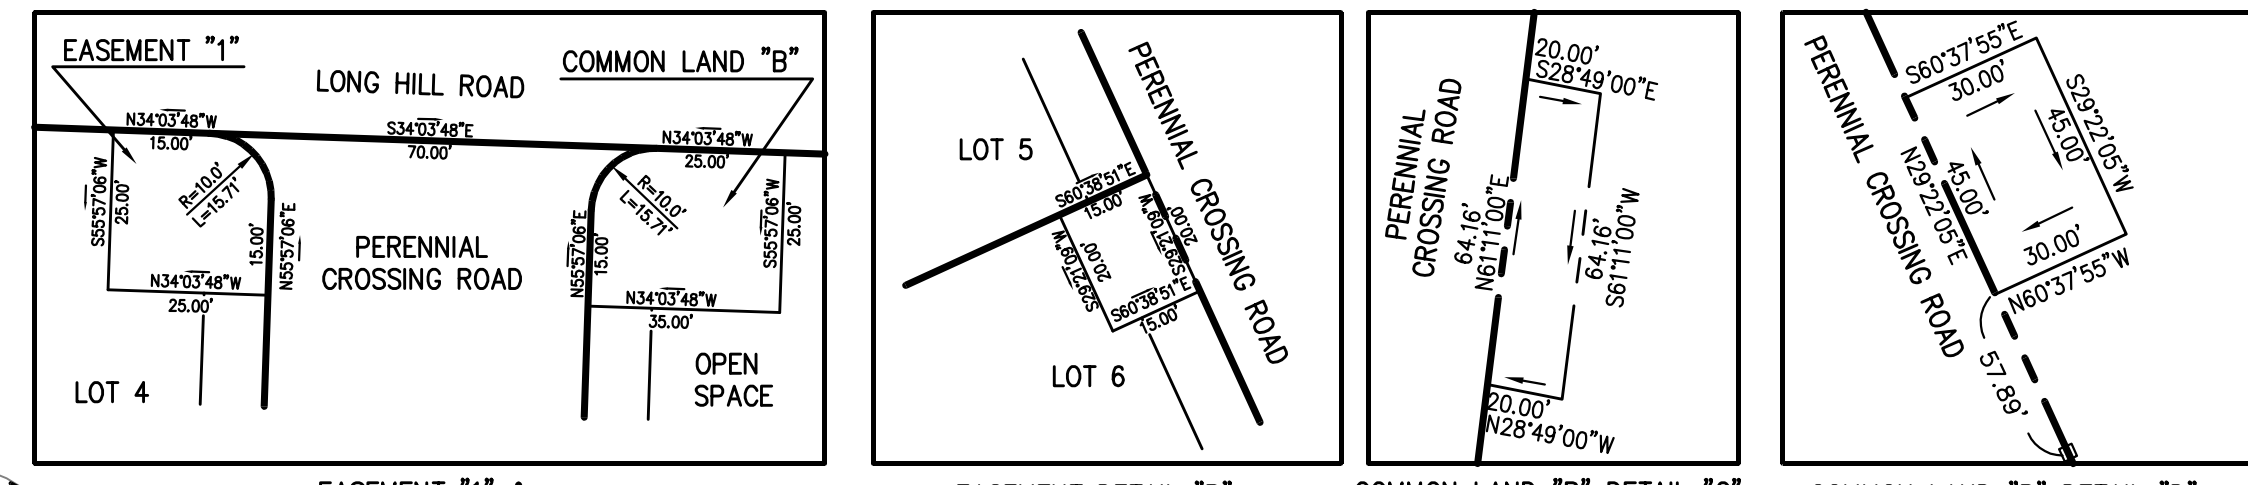 EASEMENT "1"
COMMON LAND "B"
LONG HILL ROAD
N34°03'48"W
15.00'
S34°03'48"E
70.00'
N34°03'48"W
25.00'
S55°57'06"W
25.00'
R=10.0'
L=15.71'
15.00'
N55°57'06"E
N34°03'48"W
25.00'
PERENNIAL
CROSSING ROAD
N55°57'06"E
15.00'
R=10.0'
L=15.71'
S55°57'06"W
25.00'
N34°03'48"W
35.00'
LOT 4
OPEN
SPACE
PERENNIAL CROSSING ROAD
LOT 5
S60°38'51"E
15.00'
S29°21'09"W
20.00'
S29°21'09"W
20.00'
S60°38'51"E
15.00'
LOT 6
20.00'
S28°49'00"E
PERENNIAL
CROSSING ROAD
64.16'
N61°11'00"E
64.16'
S61°11'00"W
20.00'
N28°49'00"W
PERENNIAL CROSSING ROAD
S60°37'55"E
30.00'
S29°22'05"W
45.00'
N29°22'05"E
45.00'
30.00'
N60°37'55"W
57.89'